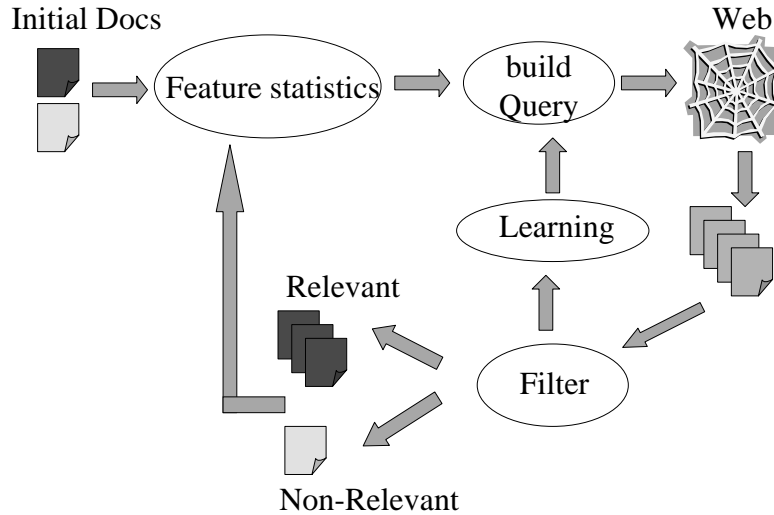 Initial Docs
Web
Feature statistics
build
Query
Learning
Relevant
Filter
Non-Relevant